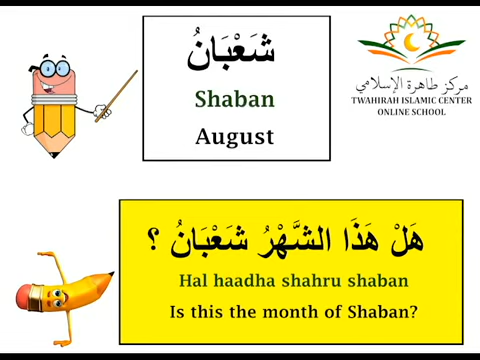 شَعْبَانُ
Shaban
August
مركز طاهرة الإسلامي
TWAHIRAH ISLAMIC CENTER
ONLINE SCHOOL
هَلْ هَذَا الشَّهْرُ شَعْبَانُ ؟
Hal haadha shahru shaban
Is this the month of Shaban?